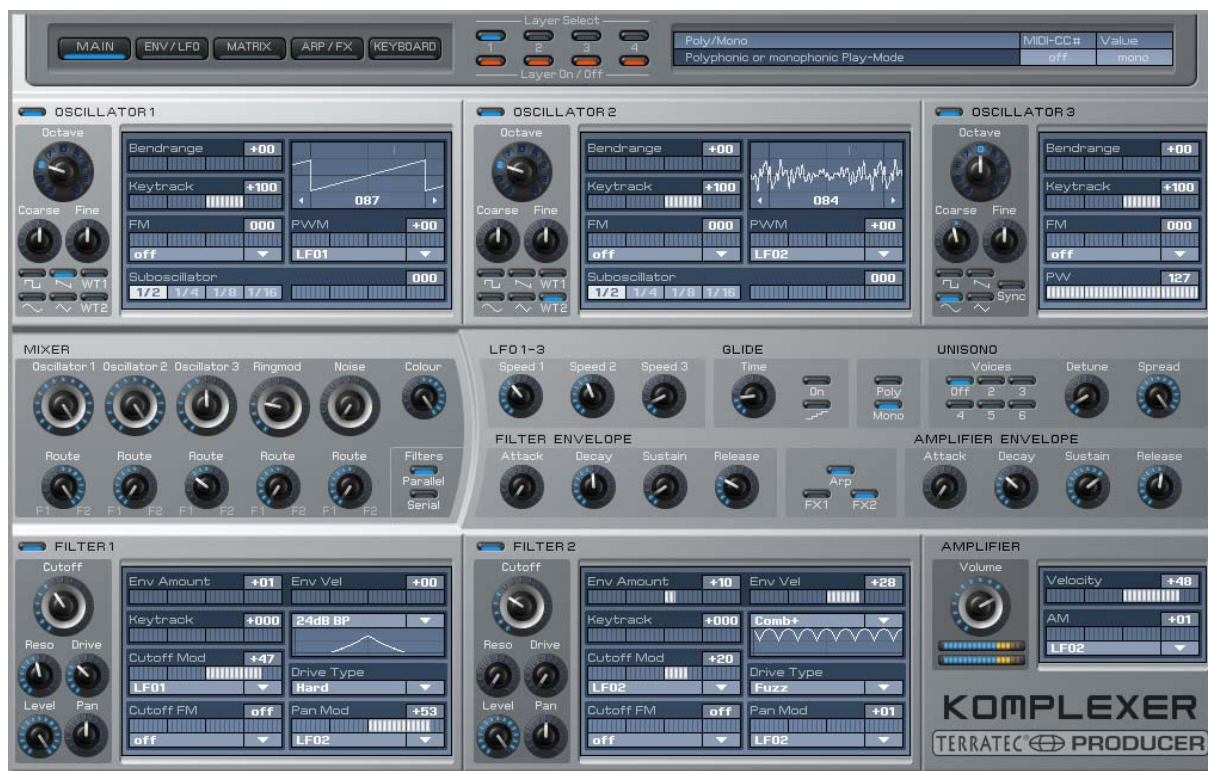 Layer Select
MAIN ENV/LFO MATRIX ARP/FX KEYBOARD
1 2 3 4
Layer On/Off
Poly/Mono MIDI-CC# Value
Polyphonic or monophonic Play-Mode off mono
OSCILLATOR 1
Octave
Coarse Fine
WT1
WT2
Bendrange +00
Keytrack +100
087
FM 000 PWM +00
off LFO1
Suboscillator 000
1/2 1/4 1/8 1/16
OSCILLATOR 2
Octave
Coarse Fine
WT1
WT2
Bendrange +00
Keytrack +100
084
FM 000 PWM +00
off LFO2
Suboscillator 000
1/2 1/4 1/8 1/16
OSCILLATOR 3
Octave
Coarse Fine
Sync
Bendrange +00
Keytrack +100
FM 000
off
PW 127
MIXER
Oscillator 1 Oscillator 2 Oscillator 3 Ringmod Noise Colour
Route Route Route Route Route
F1 F2 F1 F2 F1 F2 F1 F2 F1 F2
Filters
Parallel
Serial
LFO 1-3
Speed 1 Speed 2 Speed 3
GLIDE
Time
On
Poly
Mono
UNISONO
Voices
Off 2 3
4 5 6
Detune Spread
FILTER ENVELOPE
Attack Decay Sustain Release
Arp
FX1 FX2
AMPLIFIER ENVELOPE
Attack Decay Sustain Release
FILTER 1
Cutoff
Reso Drive
Level Pan
Env Amount +01 Env Vel +00
Keytrack +000 24dB BP
Cutoff Mod +47 Drive Type
LFO1 Hard
Cutoff FM off Pan Mod +53
off LFO2
FILTER 2
Cutoff
Reso Drive
Level Pan
Env Amount +10 Env Vel +28
Keytrack +000 Comb+
Cutoff Mod +20 Drive Type
LFO2 Fuzz
Cutoff FM off Pan Mod +01
off LFO2
AMPLIFIER
Volume
Velocity +48
AM +01
LFO2
KOMPLEXER
TERRATEC PRODUCER